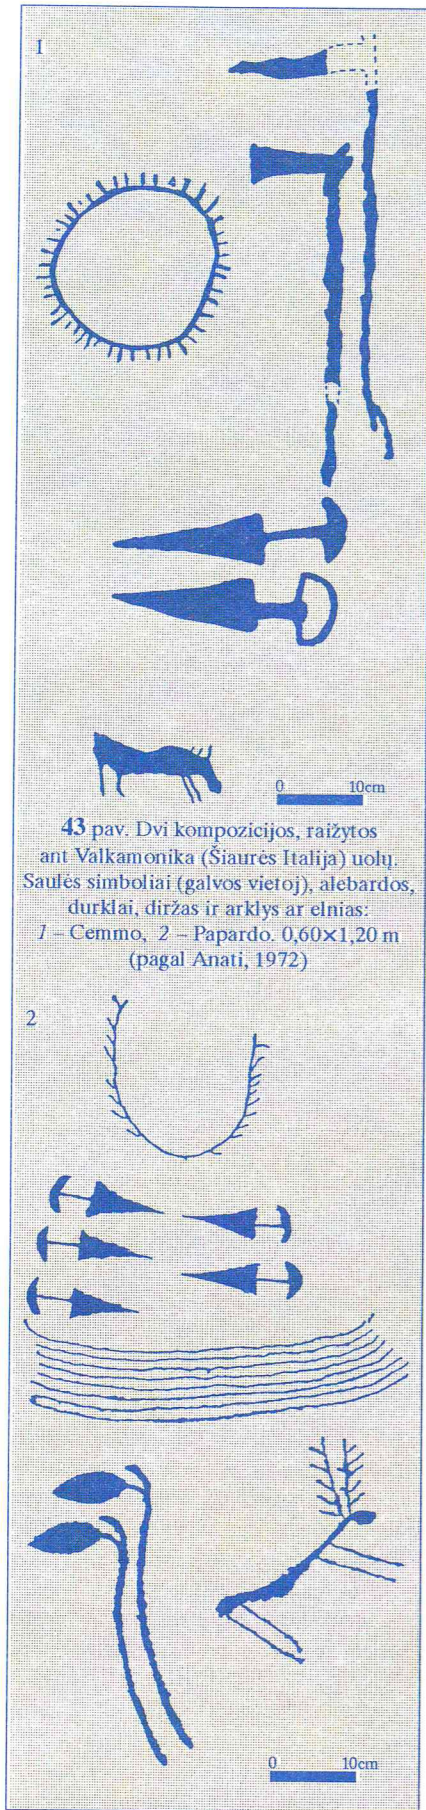 1
0 10cm
43 pav. Dvi kompozicijos, raižytos
ant Valkamonika (Šiaurės Italija) uolų.
Saulės simboliai (galvos vietoj), alebardos,
durklai, diržas ir arklys ar elnias:
1 – Cemmo, 2 – Papardo. 0,60×1,20 m
(pagal Anati, 1972)
2
0 10cm